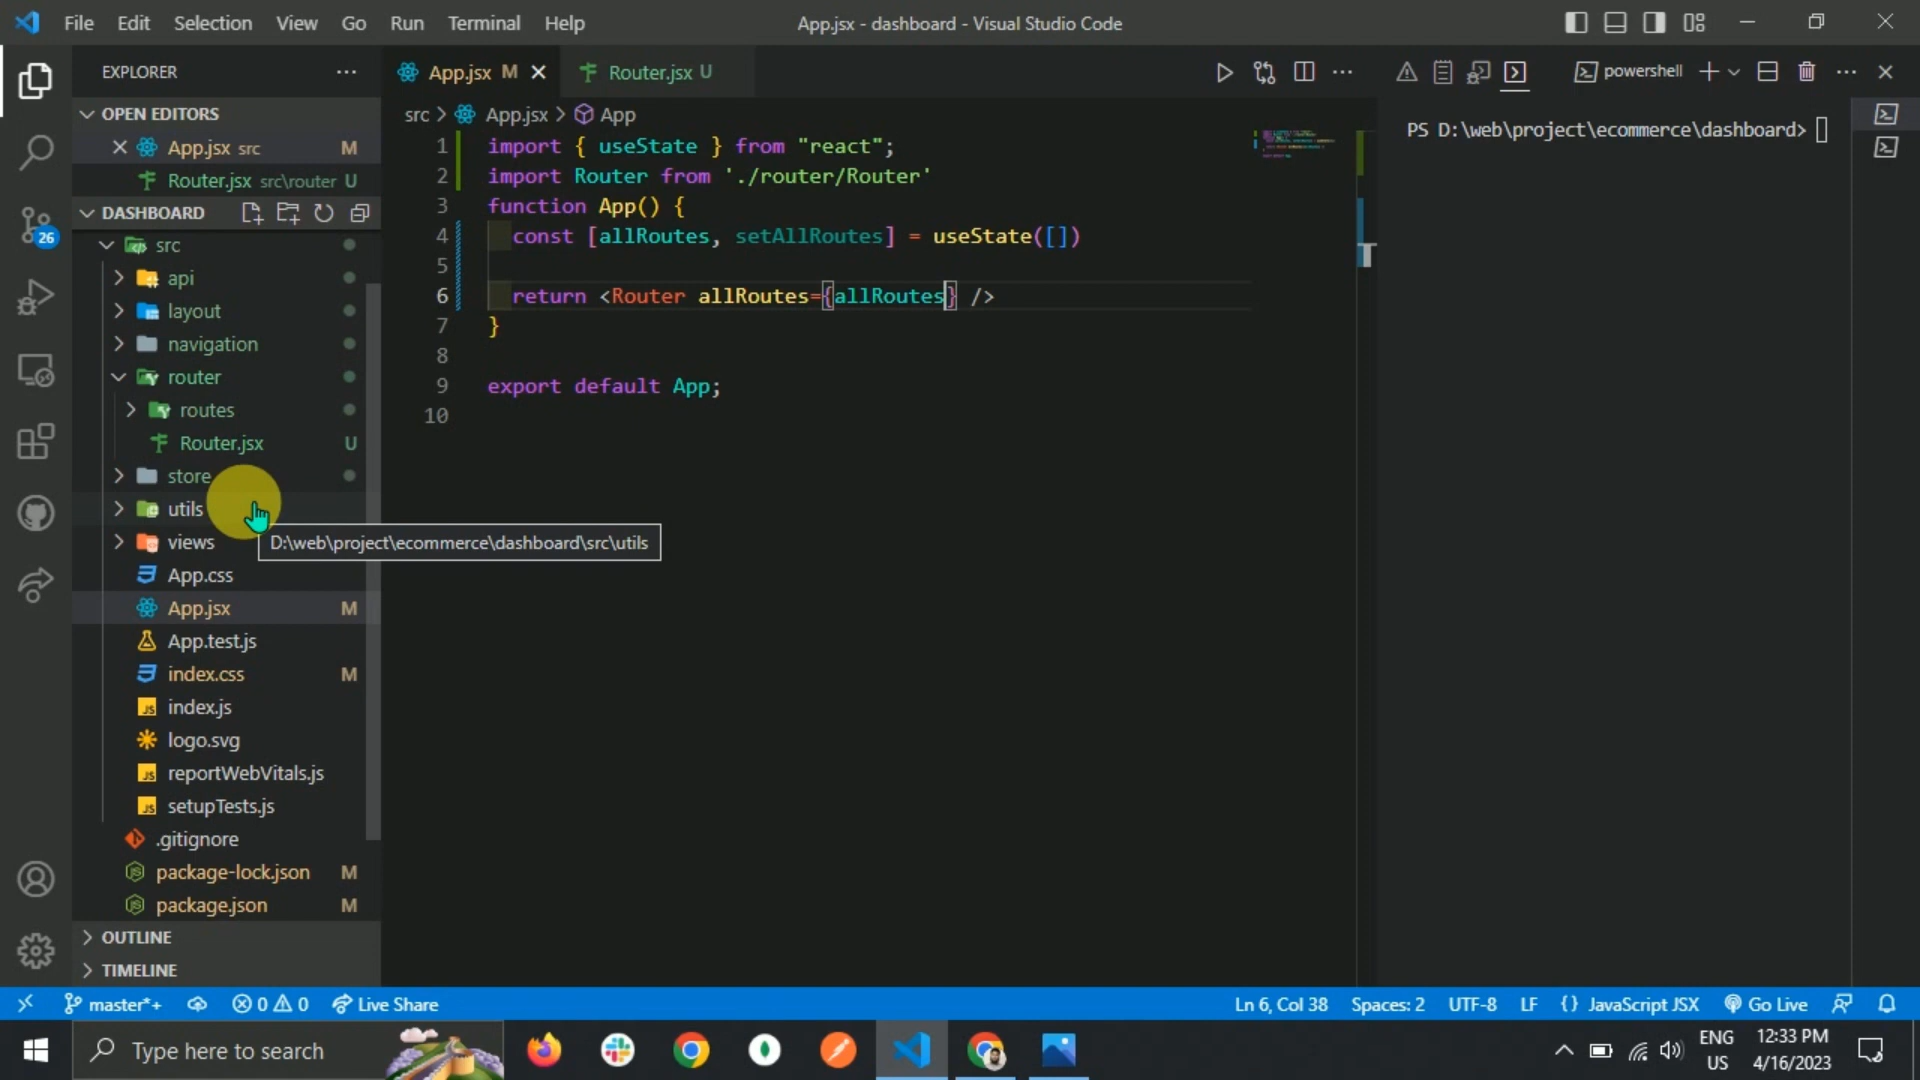 File Edit Selection View Go Run Terminal Help
App.jsx - dashboard - Visual Studio Code
EXPLORER
OPEN EDITORS
App.jsx src M
Router.jsx src\router U
DASHBOARD
src
api
layout
navigation
router
routes
Router.jsx U
store
utils
views
App.css
App.jsx M
App.test.js
index.css M
index.js
logo.svg
reportWebVitals.js
setupTests.js
.gitignore
package-lock.json M
package.json M
OUTLINE
TIMELINE
26
App.jsx M
Router.jsx U
src > App.jsx > App
1 import { useState } from "react";
2 import Router from './router/Router'
3 function App() {
4 const [allRoutes, setAllRoutes] = useState([])
5
6 return <Router allRoutes={allRoutes} />
7 }
8
9 export default App;
10
D:\web\project\ecommerce\dashboard\src\utils
powershell
PS D:\web\project\ecommerce\dashboard>
master*+ 0 0 Live Share
Ln 6, Col 38 Spaces: 2 UTF-8 LF {} JavaScript JSX Go Live
Type here to search
ENG
US
12:33 PM
4/16/2023